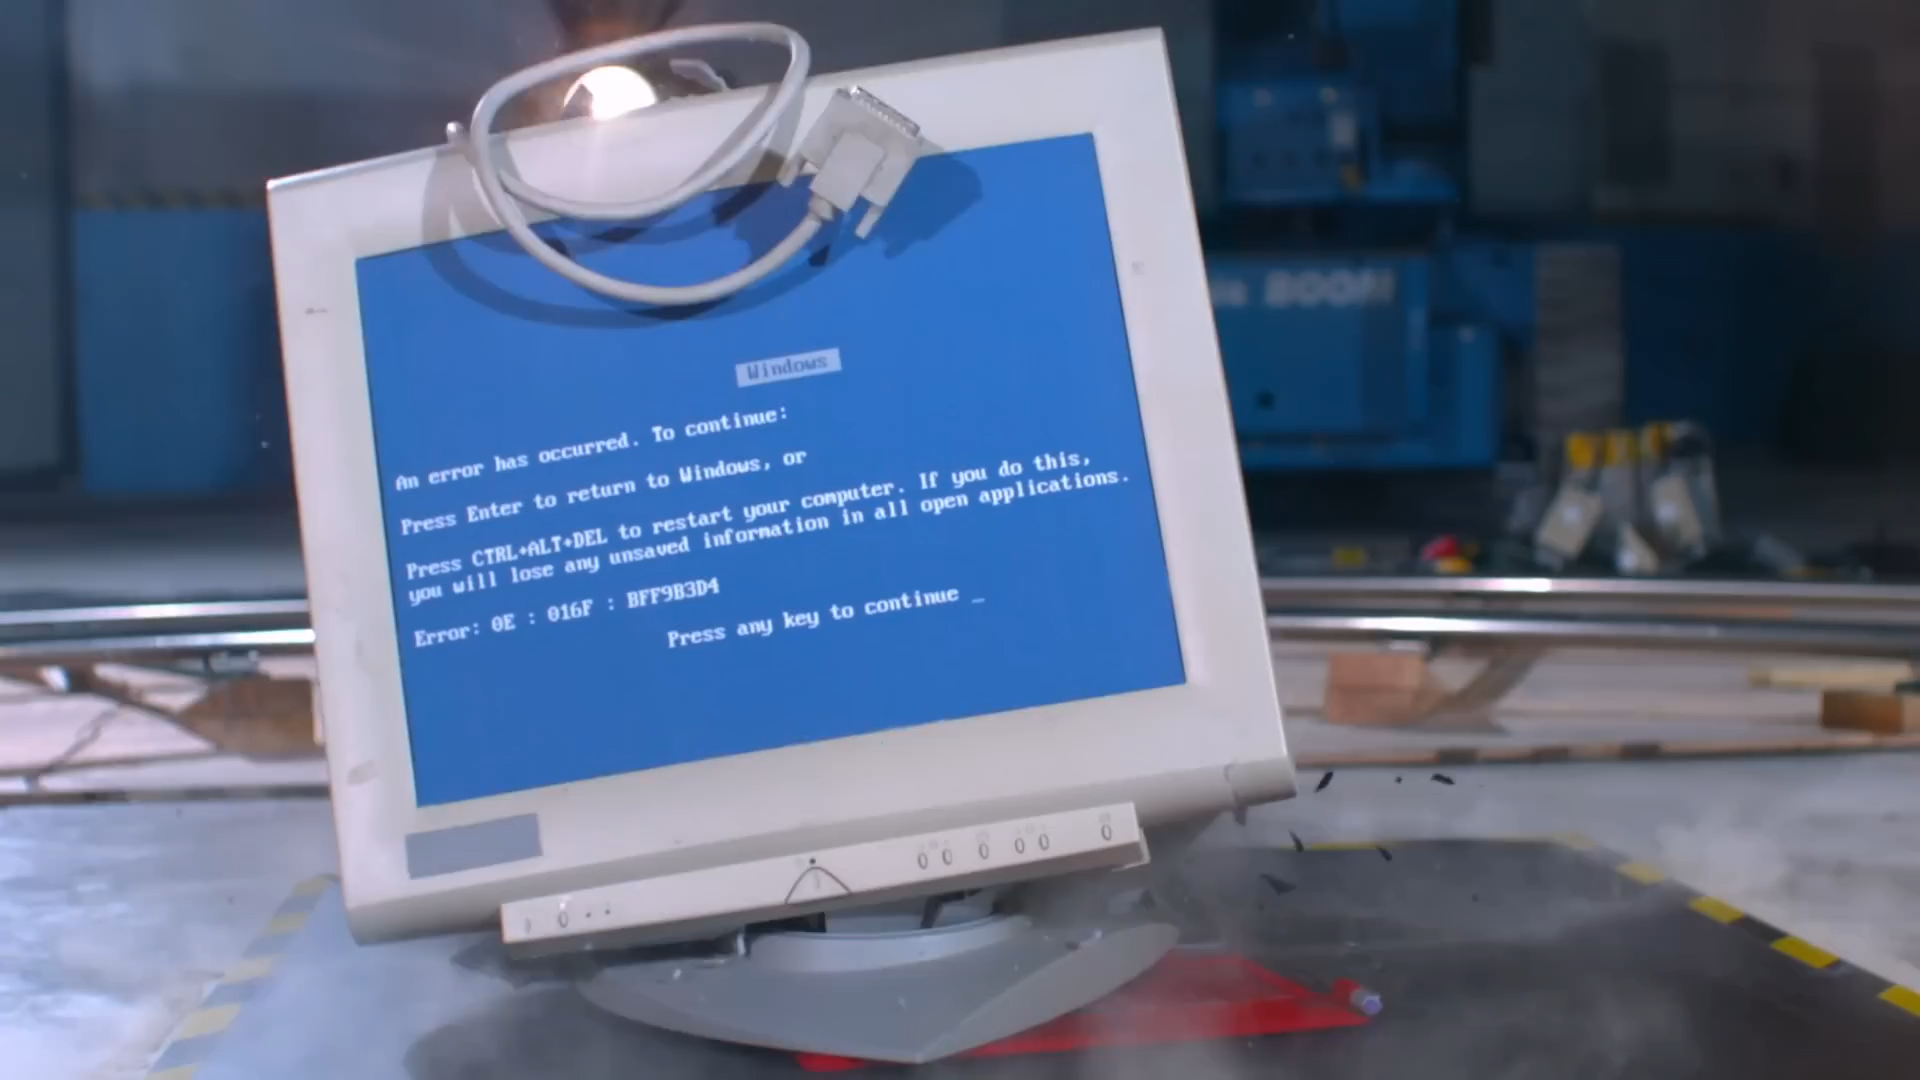 Windows
An error has occurred. To continue:
Press Enter to return to Windows, or
Press CTRL+ALT+DEL to restart your computer. If you do this,
you will lose any unsaved information in all open applications.
Error: 0E : 016F : BFF9B3D4
Press any key to continue _
BOOM